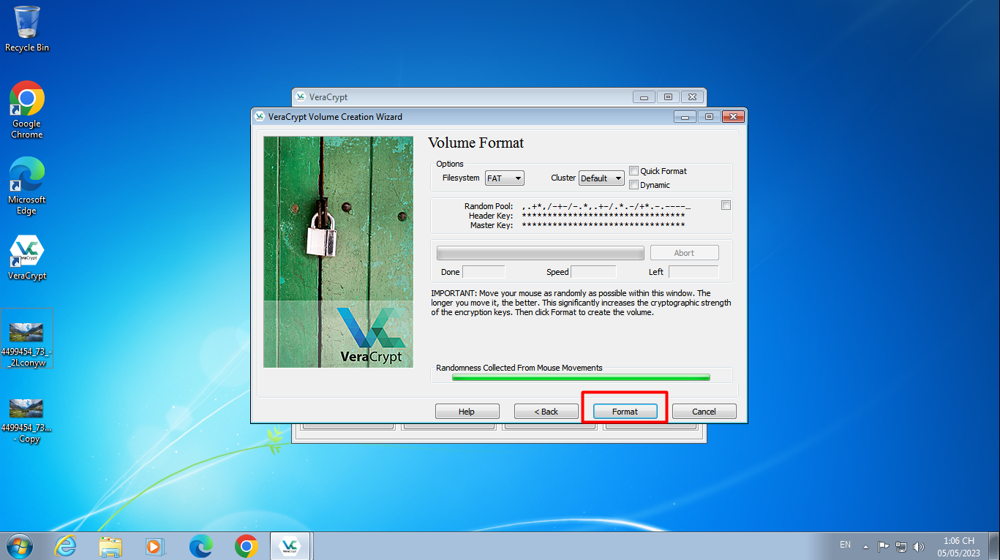 Recycle Bin
Google
Chrome
Microsoft
Edge
VeraCrypt
VeraCrypt
4499454_73_-
_2Lconyw
4499454_73...
- Copy
VeraCrypt
VeraCrypt Volume Creation Wizard
VeraCrypt
Volume Format
Options
Filesystem FAT Cluster Default Quick Format
Dynamic
Random Pool: ,.+*,/-+-/-.*,.+-/.*.-/+*.-.----...
Header Key: **********************************
Master Key: **********************************
Abort
Done Speed Left
IMPORTANT: Move your mouse as randomly as possible within this window. The
longer you move it, the better. This significantly increases the cryptographic strength
of the encryption keys. Then click Format to create the volume.
Randomness Collected From Mouse Movements
Help < Back Format Cancel
VeraCrypt
EN 1:06 CH
05/05/2023